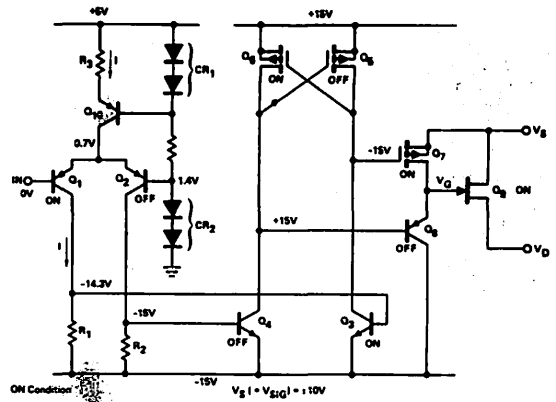 +5V
+15V
R3
I
CR1
Q6
ON
Q5
OFF
Q10
0.7V
-15V
Q7
ON
VS
IN
0V
Q1
ON
Q2
OFF
1.4V
VG
Q9
ON
I
CR2
+15V
Q8
OFF
VD
-14.3V
-15V
R1
R2
Q4
OFF
Q3
ON
-15V
ON Condition
VS (= VSIG) = ±10V